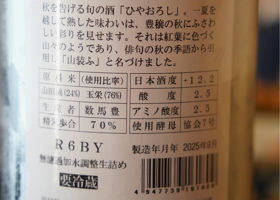 秋を告げる旬の酒「ひやおろし」。一夏を
越して熟した味わいは、豊穣の秋にふさわ
しい彩りを見せます。それは紅葉に色づく
山々のようであり、俳句の秋の季語から引用
し「山装ふ」と名づけました。
原料米 (使用比率) 日本酒度 +12.2
山田錦(24%) 玉栄(76%) 酸度 2.5
生産者 数馬豊 アミノ酸度 2.5
精米歩合 70% 使用酵母 協会7号
R6BY 製造年月 2025年9月
無濾過加水調整生詰め
要冷蔵